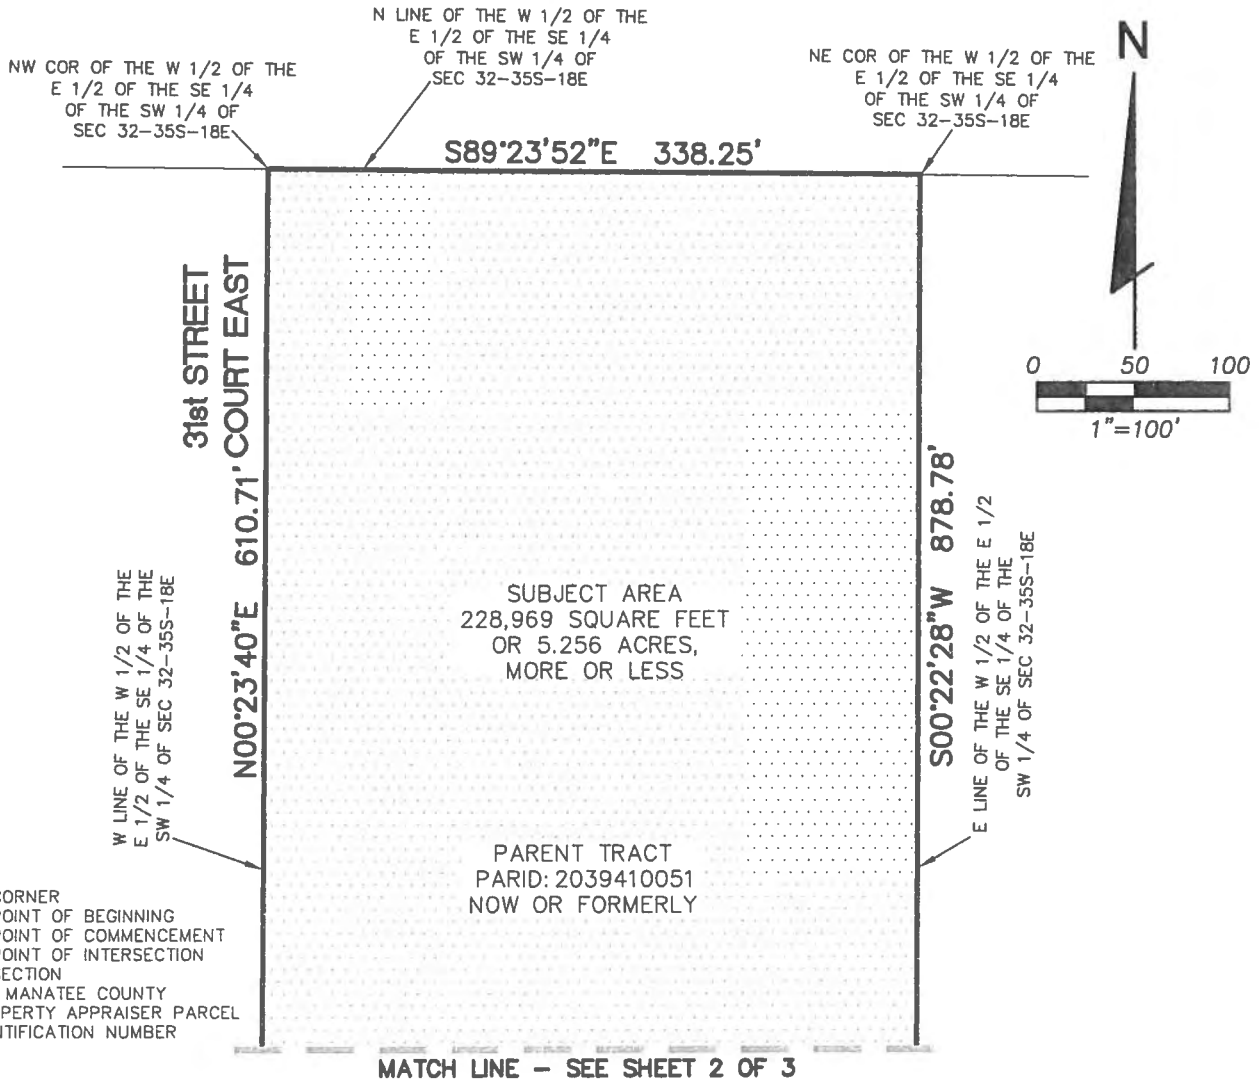 N LINE OF THE W 1/2 OF THE
E 1/2 OF THE SE 1/4
OF THE SW 1/4 OF
SEC 32-35S-18E
NW COR OF THE W 1/2 OF THE
E 1/2 OF THE SE 1/4
OF THE SW 1/4 OF
SEC 32-35S-18E
NE COR OF THE W 1/2 OF THE
E 1/2 OF THE SE 1/4
OF THE SW 1/4 OF
SEC 32-35S-18E
N
S89°23'52"E 338.25'
0 50 100
1"=100'
31st STREET
COURT EAST
N00°23'40"E 610.71'
S00°22'28"W 878.78'
W LINE OF THE W 1/2 OF THE
E 1/2 OF THE SE 1/4 OF THE
SW 1/4 OF SEC 32-35S-18E
E LINE OF THE W 1/2 OF THE E 1/2
OF THE SE 1/4 OF THE
SW 1/4 OF SEC 32-35S-18E
SUBJECT AREA
228,969 SQUARE FEET
OR 5.256 ACRES,
MORE OR LESS
PARENT TRACT
PARID: 2039410051
NOW OR FORMERLY
CORNER
POINT OF BEGINNING
POINT OF COMMENCEMENT
POINT OF INTERSECTION
SECTION
MANATEE COUNTY
PERTY APPRAISER PARCEL
NTIFICATION NUMBER
MATCH LINE - SEE SHEET 2 OF 3